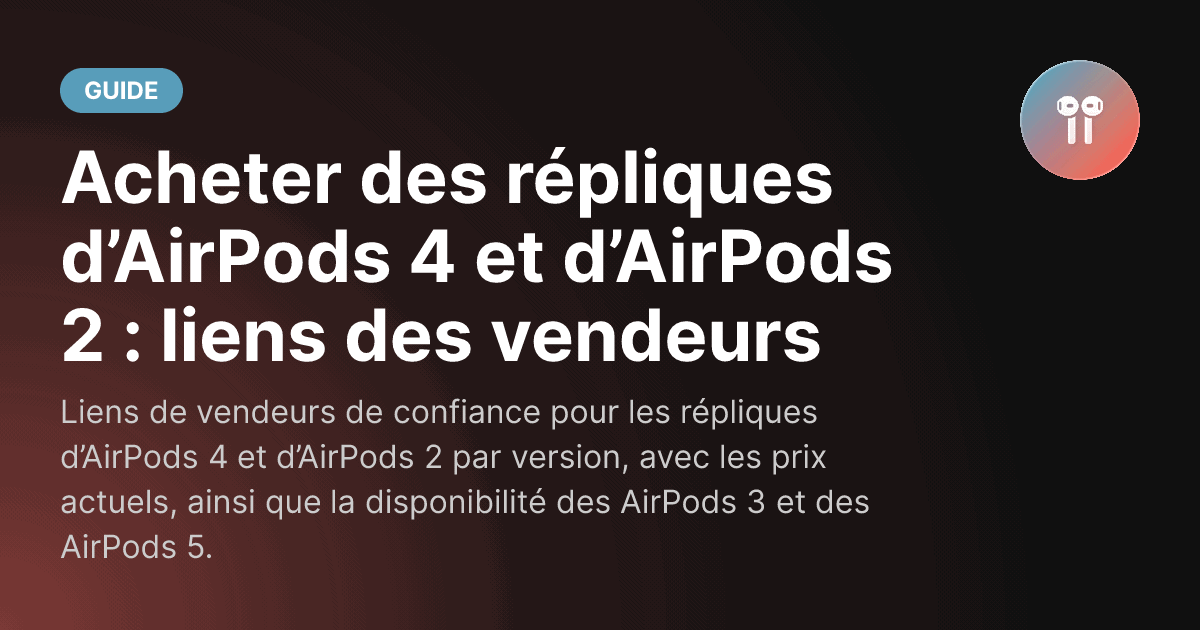 GUIDE
Acheter des répliques
d’AirPods 4 et d’AirPods
2 : liens des vendeurs
Liens de vendeurs de confiance pour les répliques
d’AirPods 4 et d’AirPods 2 par version, avec les prix
actuels, ainsi que la disponibilité des AirPods 3 et des
AirPods 5.